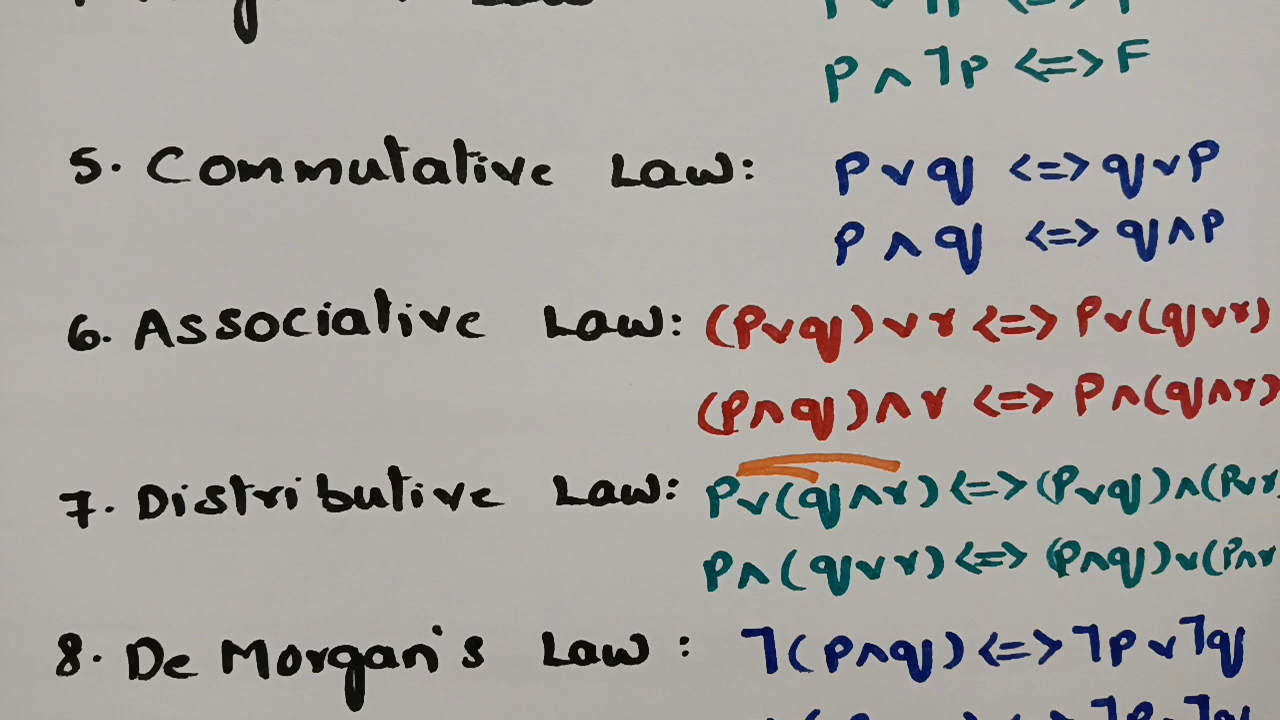 P ∧ ¬P <=> F
5. Commutative Law: P ∨ q <=> q ∨ P
P ∧ q <=> q ∧ P
6. Associative Law: (P ∨ q) ∨ r <=> P ∨ (q ∨ r)
(P ∧ q) ∧ r <=> P ∧ (q ∧ r)
7. Distributive Law: P ∨ (q ∧ r) <=> (P ∨ q) ∧ (P ∨ r
P ∧ (q ∨ r) <=> (P ∧ q) ∨ (P ∧ r
8. De Morgan's Law: ¬(P ∧ q) <=> ¬P ∨ ¬q